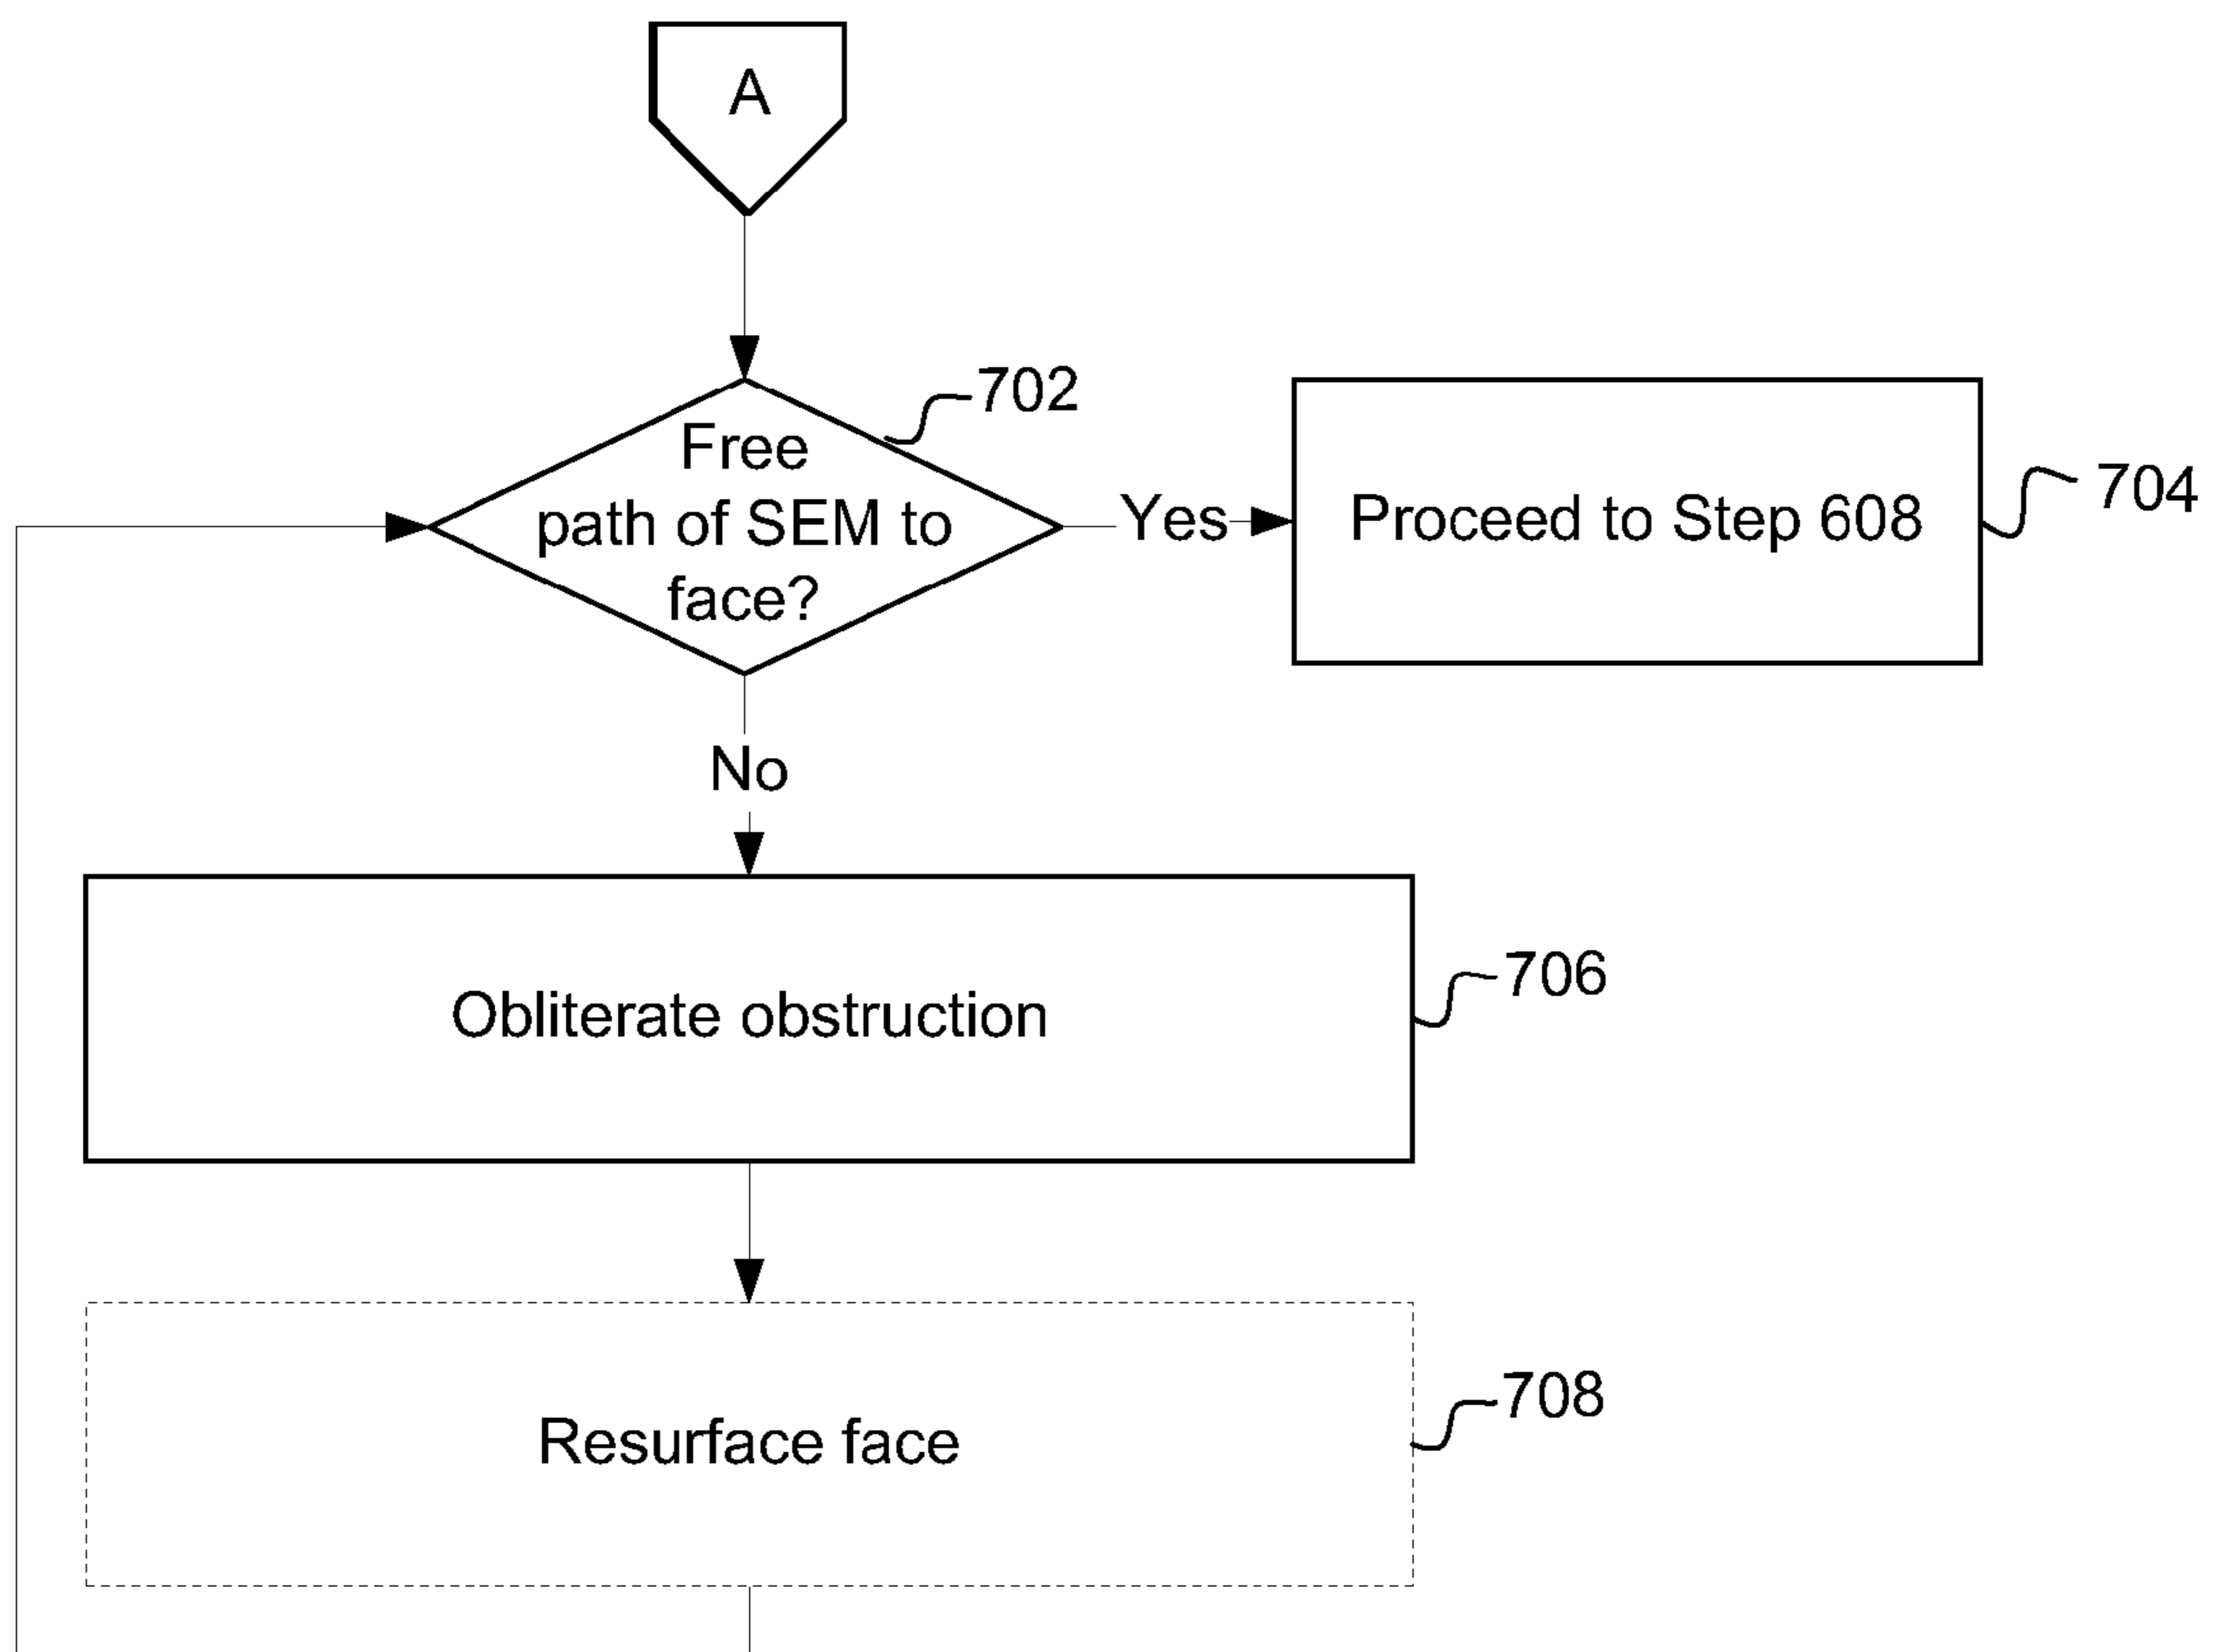 A
702
Free
path of SEM to
face?
Yes
Proceed to Step 608
704
No
Obliterate obstruction
706
Resurface face
708